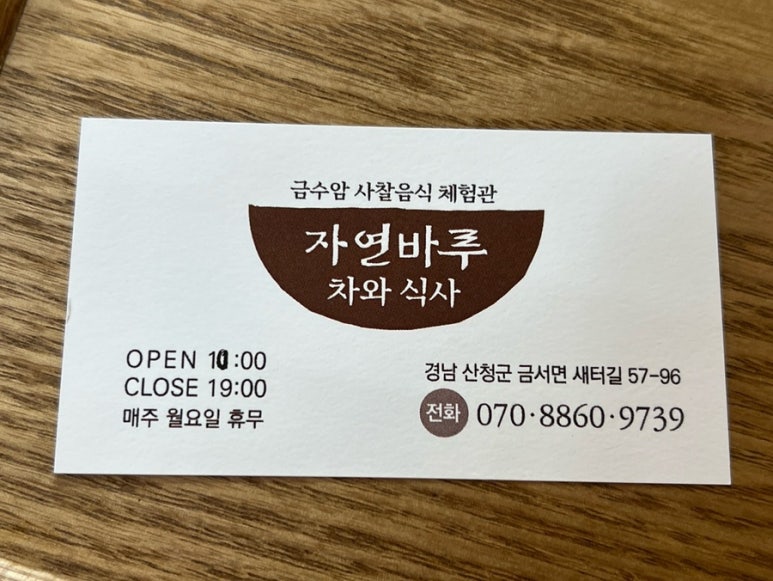 금수암 사찰음식 체험관
자연바루
차와 식사
OPEN 11:00
CLOSE 19:00
매주 월요일 휴무
경남 산청군 금서면 새터길 57-96
전화 070·8860·9739